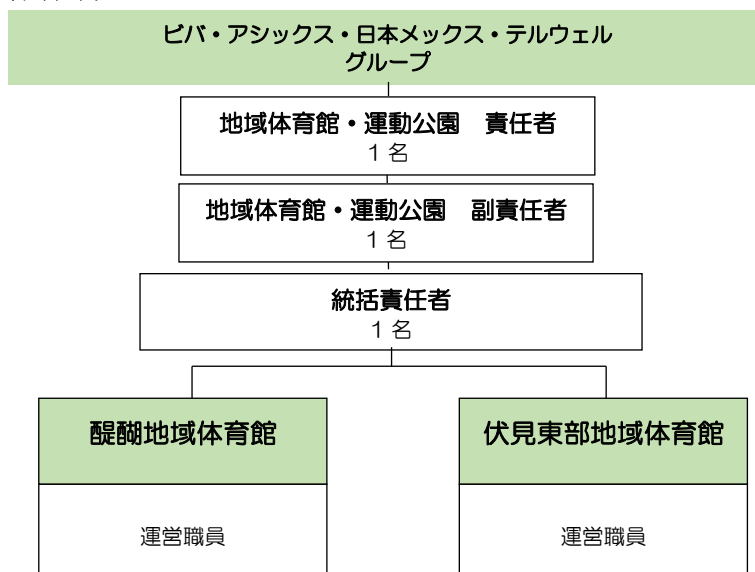 ビバ・アシックス・日本メックス・テルウェル
グループ
地域体育館・運動公園　責任者
1 名
地域体育館・運動公園　副責任者
1 名
統括責任者
1 名
醍醐地域体育館
伏見東部地域体育館
運営職員
運営職員